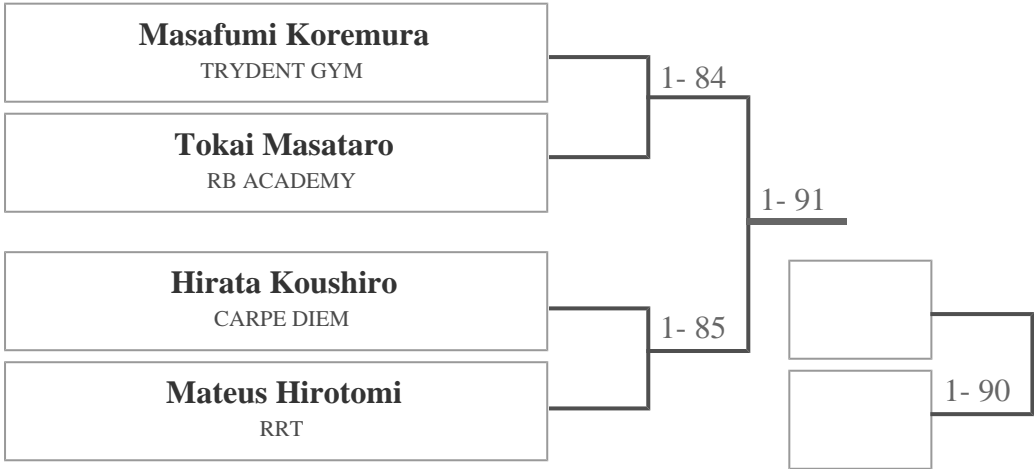 Masafumi Koremura
TRYDENT GYM
1- 84
Tokai Masataro
RB ACADEMY
1- 91
Hirata Koushiro
CARPE DIEM
1- 85
Mateus Hirotomi
RRT
1- 90